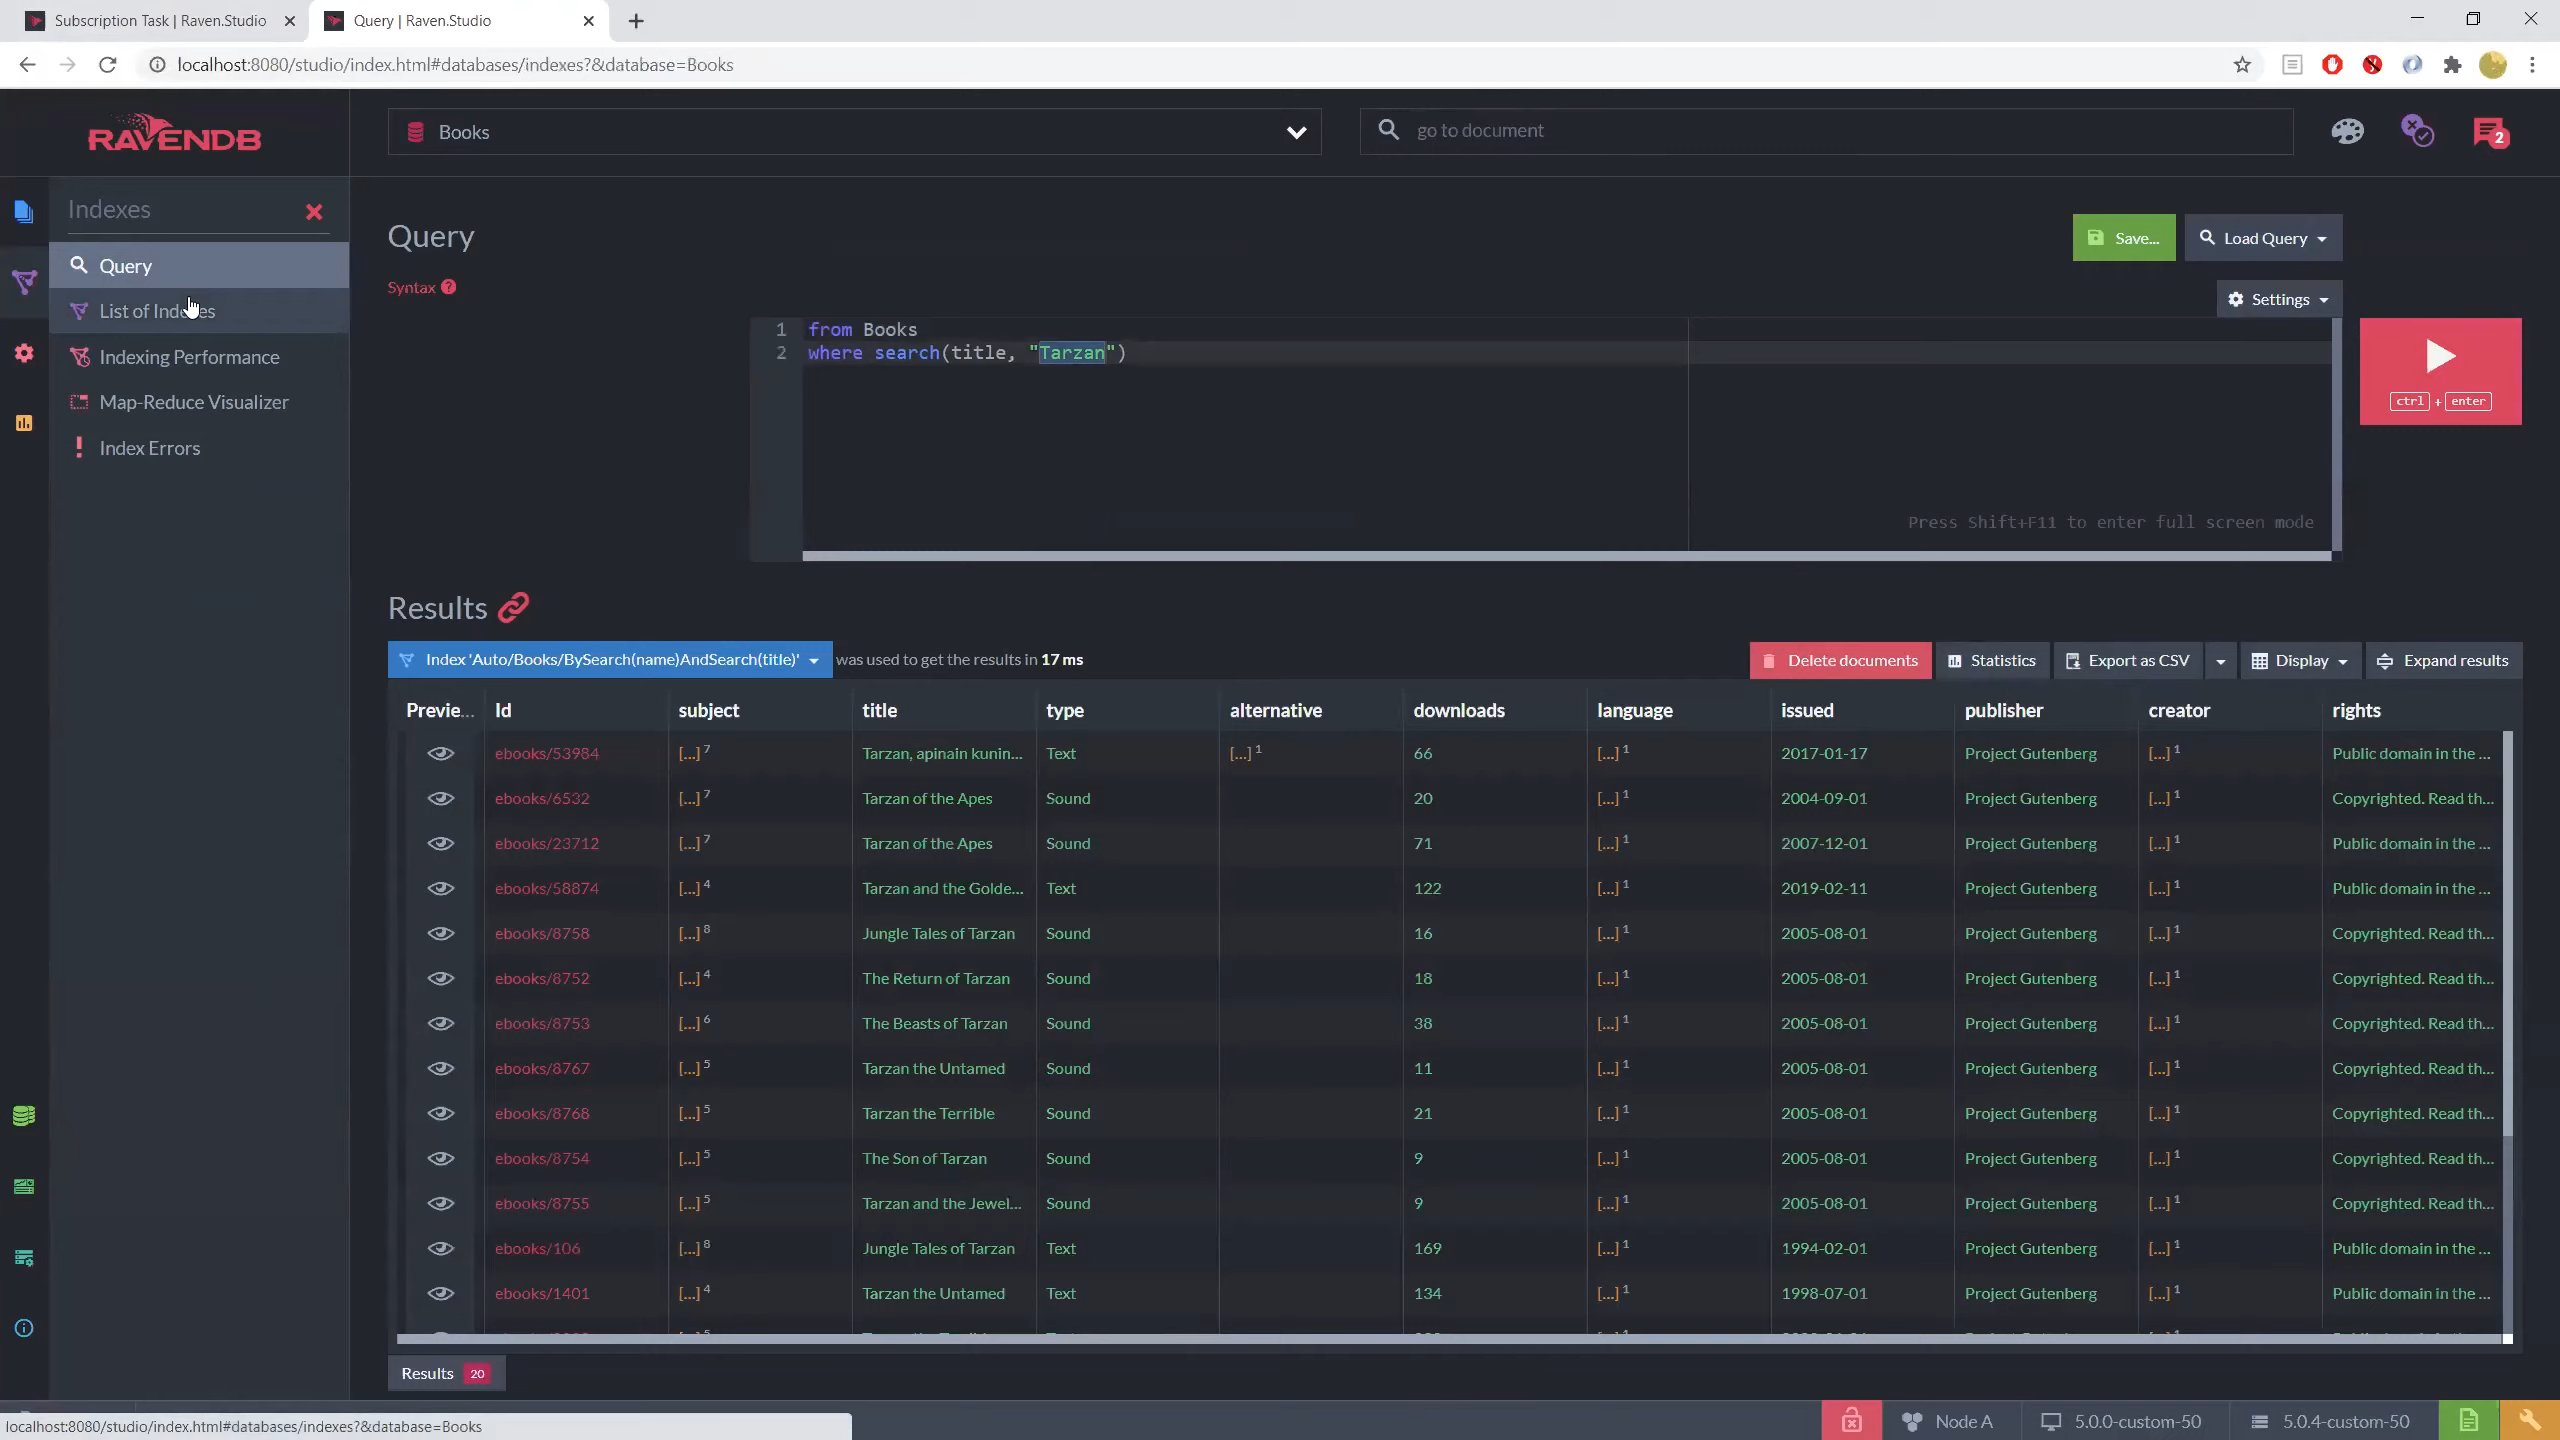 Subscription Task | Raven.Studio
Query | Raven.Studio
localhost:8080/studio/index.html#databases/indexes?&database=Books
RAVENDB
Books
go to document
2
Indexes
Query
List of Indexes
Indexing Performance
Map-Reduce Visualizer
Index Errors
Query
Save...
Load Query
Syntax
Settings
1 from Books
2 where search(title, "Tarzan")
ctrl + enter
Press Shift+F11 to enter full screen mode
Results
Index 'Auto/Books/BySearch(name)AndSearch(title)' was used to get the results in 17 ms
Delete documents
Statistics
Export as CSV
Display
Expand results
Previe... Id subject title type alternative downloads language issued publisher creator rights
ebooks/53984 [...] 7 Tarzan, apinain kunin... Text [...] 1 66 [...] 1 2017-01-17 Project Gutenberg [...] 1 Public domain in the ...
ebooks/6532 [...] 7 Tarzan of the Apes Sound 20 [...] 1 2004-09-01 Project Gutenberg [...] 1 Copyrighted. Read th...
ebooks/23712 [...] 7 Tarzan of the Apes Sound 71 [...] 1 2007-12-01 Project Gutenberg [...] 1 Public domain in the ...
ebooks/58874 [...] 4 Tarzan and the Golde... Text 122 [...] 1 2019-02-11 Project Gutenberg [...] 1 Public domain in the ...
ebooks/8758 [...] 8 Jungle Tales of Tarzan Sound 16 [...] 1 2005-08-01 Project Gutenberg [...] 1 Copyrighted. Read th...
ebooks/8752 [...] 4 The Return of Tarzan Sound 18 [...] 1 2005-08-01 Project Gutenberg [...] 1 Copyrighted. Read th...
ebooks/8753 [...] 6 The Beasts of Tarzan Sound 38 [...] 1 2005-08-01 Project Gutenberg [...] 1 Copyrighted. Read th...
ebooks/8767 [...] 5 Tarzan the Untamed Sound 11 [...] 1 2005-08-01 Project Gutenberg [...] 1 Copyrighted. Read th...
ebooks/8768 [...] 5 Tarzan the Terrible Sound 21 [...] 1 2005-08-01 Project Gutenberg [...] 1 Copyrighted. Read th...
ebooks/8754 [...] 5 The Son of Tarzan Sound 9 [...] 1 2005-08-01 Project Gutenberg [...] 1 Copyrighted. Read th...
ebooks/8755 [...] 5 Tarzan and the Jewel... Sound 9 [...] 1 2005-08-01 Project Gutenberg [...] 1 Copyrighted. Read th...
ebooks/106 [...] 8 Jungle Tales of Tarzan Text 169 [...] 1 1994-02-01 Project Gutenberg [...] 1 Public domain in the ...
ebooks/1401 [...] 4 Tarzan the Untamed Text 134 [...] 1 1998-07-01 Project Gutenberg [...] 1 Public domain in the ...
Results 20
localhost:8080/studio/index.html#databases/indexes?&database=Books
Node A
5.0.0-custom-50
5.0.4-custom-50